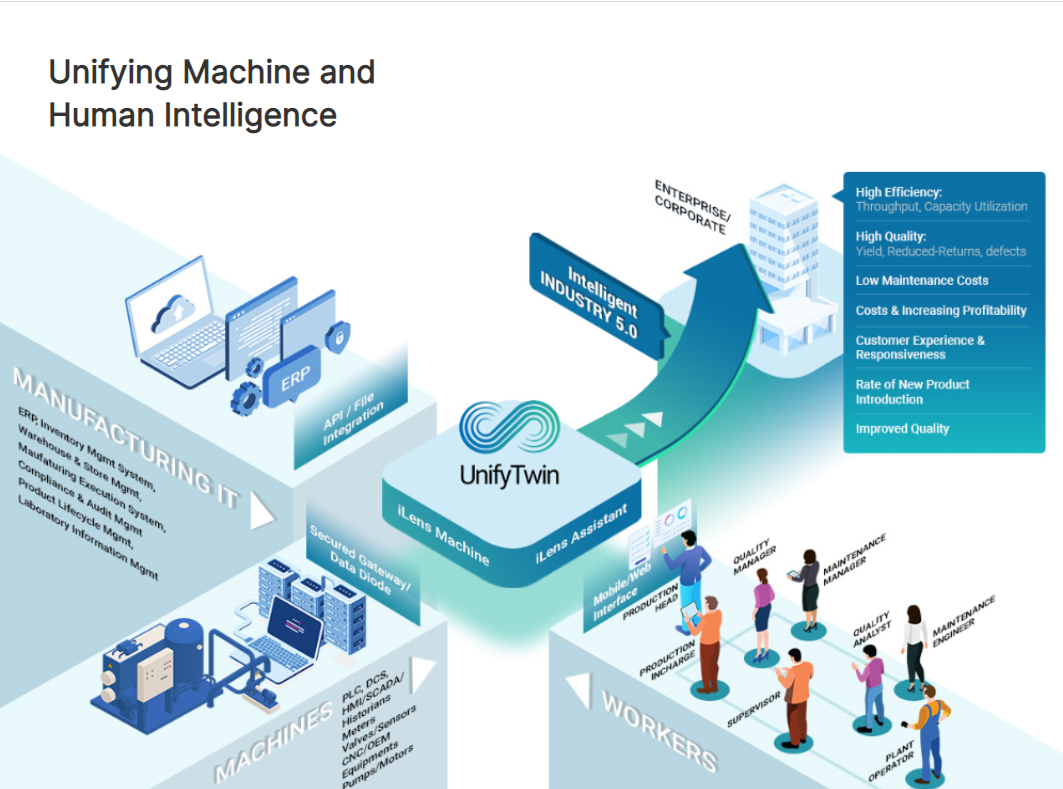 Unifying Machine and
Human Intelligence
ENTERPRISE/
CORPORATE
High Efficiency:
Throughput, Capacity Utilization
High Quality:
Yield, Reduced-Returns, defects
Low Maintenance Costs
Costs & Increasing Profitability
Customer Experience &
Responsiveness
Rate of New Product
Introduction
Improved Quality
Intelligent
INDUSTRY 5.0
ERP
API / File
Integration
MANUFACTURING IT
ERP, Inventory Mgmt System,
Warehouse & Store Mgmt,
Maufaturing Execution System,
Compliance & Audit Mgmt
Product Lifecycle Mgmt,
Laboratory Information Mgmt
UnifyTwin
iLens Machine
iLens Assistant
Secured Gateway/
Data Diode
MACHINES
PLC, DCS,
HMI/SCADA/
Historians
Meters
Valves/Sensors
CNC/OEM
Equipments
Pumps/Motors
Mobile/Web
Interface
WORKERS
PRODUCTION
HEAD
QUALITY
MANAGER
MAINTENANCE
MANAGER
PRODUCTION
INCHARGE
QUALITY
ANALYST
MAINTENANCE
ENGINEER
SUPERVISOR
PLANT
OPERATOR